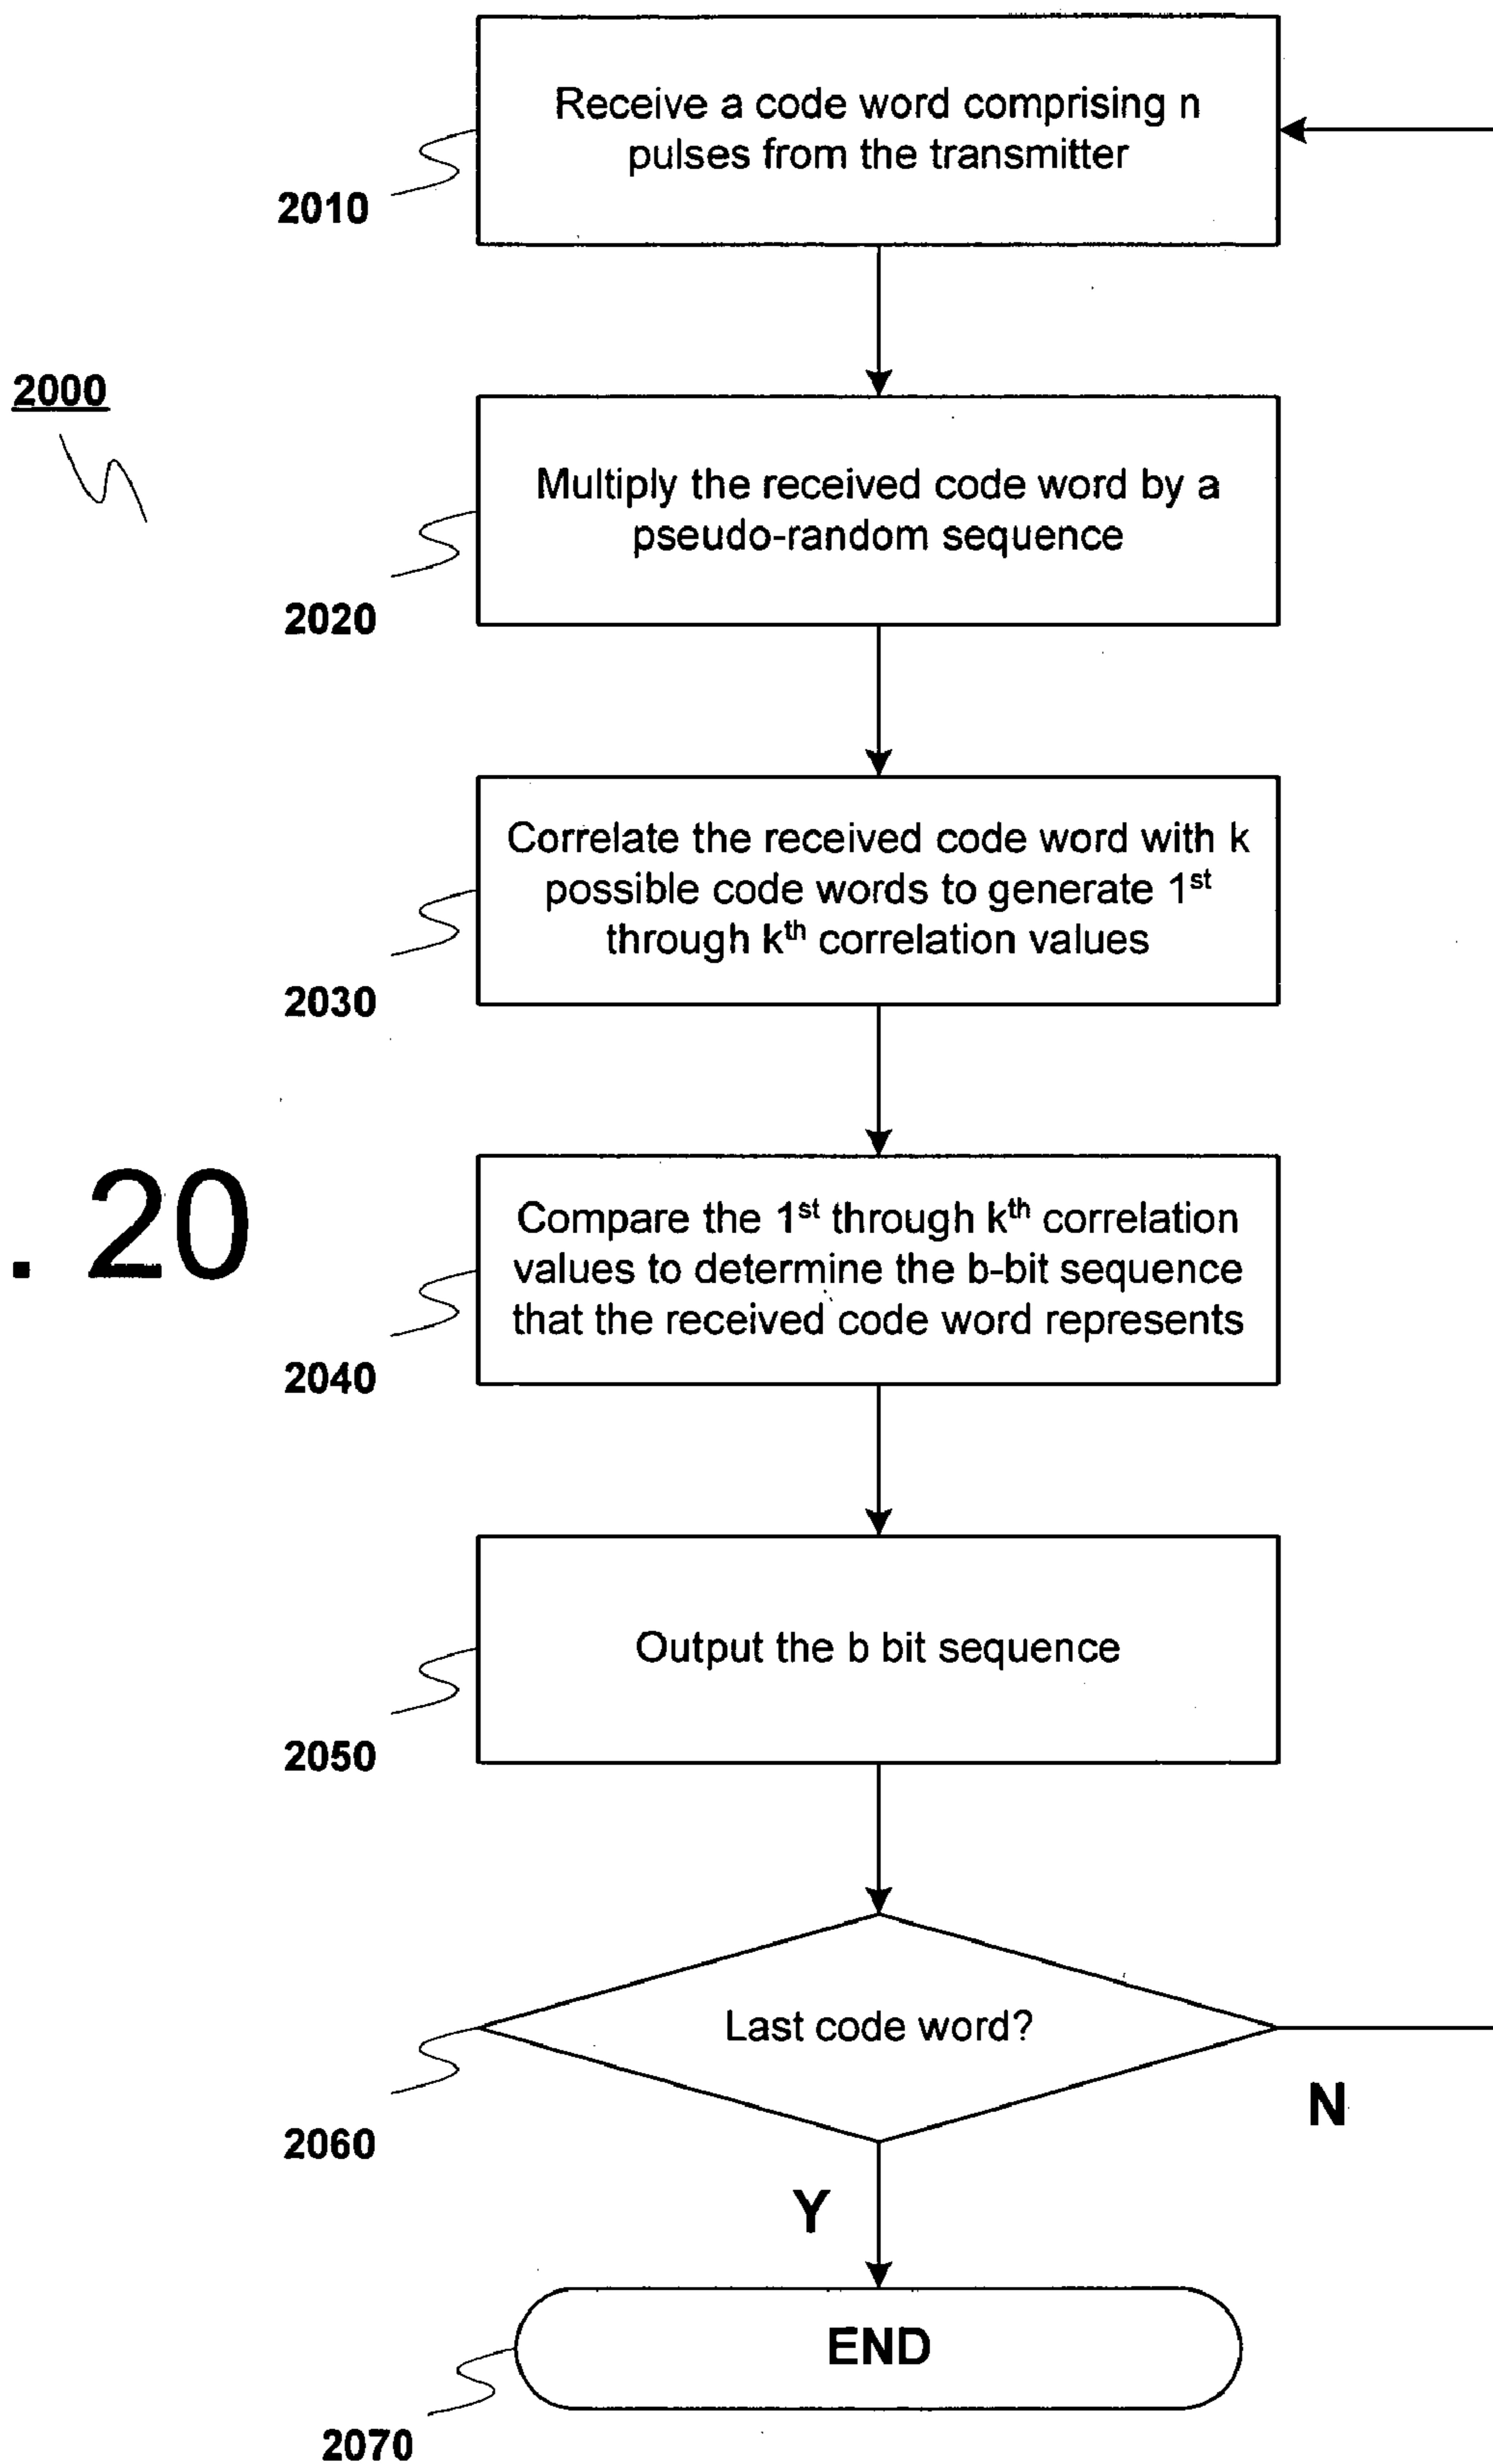 Receive a code word comprising n
pulses from the transmitter
2010
2000
Multiply the received code word by a
pseudo-random sequence
2020
Correlate the received code word with k
possible code words to generate 1st
through kth correlation values
2030
. 20
Compare the 1st through kth correlation
values to determine the b-bit sequence
that the received code word represents
2040
Output the b bit sequence
2050
Last code word?
N
2060
Y
END
2070